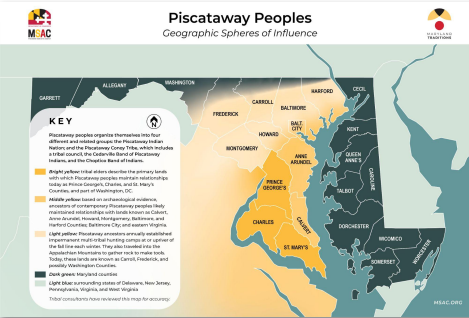 Piscataway Peoples
Geographic Spheres of Influence
MSAC
MARYLAND
TRADITIONS
GARRETT
ALLEGANY
WASHINGTON
FREDERICK
CARROLL
BALTIMORE
HARFORD
CECIL
BALT
CITY
HOWARD
MONTGOMERY
ANNE
ARUNDEL
KENT
QUEEN
ANNE'S
CAROLINE
TALBOT
PRINCE
GEORGE'S
CHARLES
CALVERT
ST. MARY'S
DORCHESTER
WICOMICO
SOMERSET
WORCESTER
KEY
Piscataway peoples organize themselves into four
different and related groups: the Piscataway Indian
Nation; and the Piscataway Conoy Tribe, which includes
a tribal council, the Cedarville Band of Piscataway
Indians, and the Choptico Band of Indians.
Bright yellow: tribal elders describe the primary lands
with which Piscataway peoples maintain relationships
today as Prince George's, Charles, and St. Mary's
Counties, and part of Washington, DC.
Middle yellow: based on archaeological evidence,
ancestors of contemporary Piscataway Peoples likely
maintained relationships with lands known as Calvert,
Anne Arundel, Howard, Montgomery, Baltimore, and
Harford Counties; Baltimore City; and eastern Virginia.
Light yellow: Piscataway ancestors annually established
impermanent multi-tribal hunting camps at or upriver of
the fall line each winter. They also traveled into the
Appalachian Mountains to gather rock to make tools.
Today, these lands are known as Carroll, Frederick, and
possibly Washington Counties.
Dark green: Maryland counties
Light blue: surrounding states of Delaware, New Jersey,
Pennsylvania, Virginia, and West Virginia
Tribal consultants have reviewed this map for accuracy.
MSAC.ORG